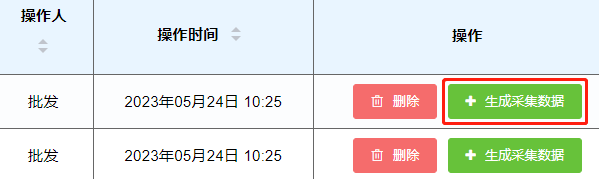 操作人 操作时间 操作
批发 2023年05月24日 10:25 删除 生成采集数据
批发 2023年05月24日 10:25 删除 生成采集数据